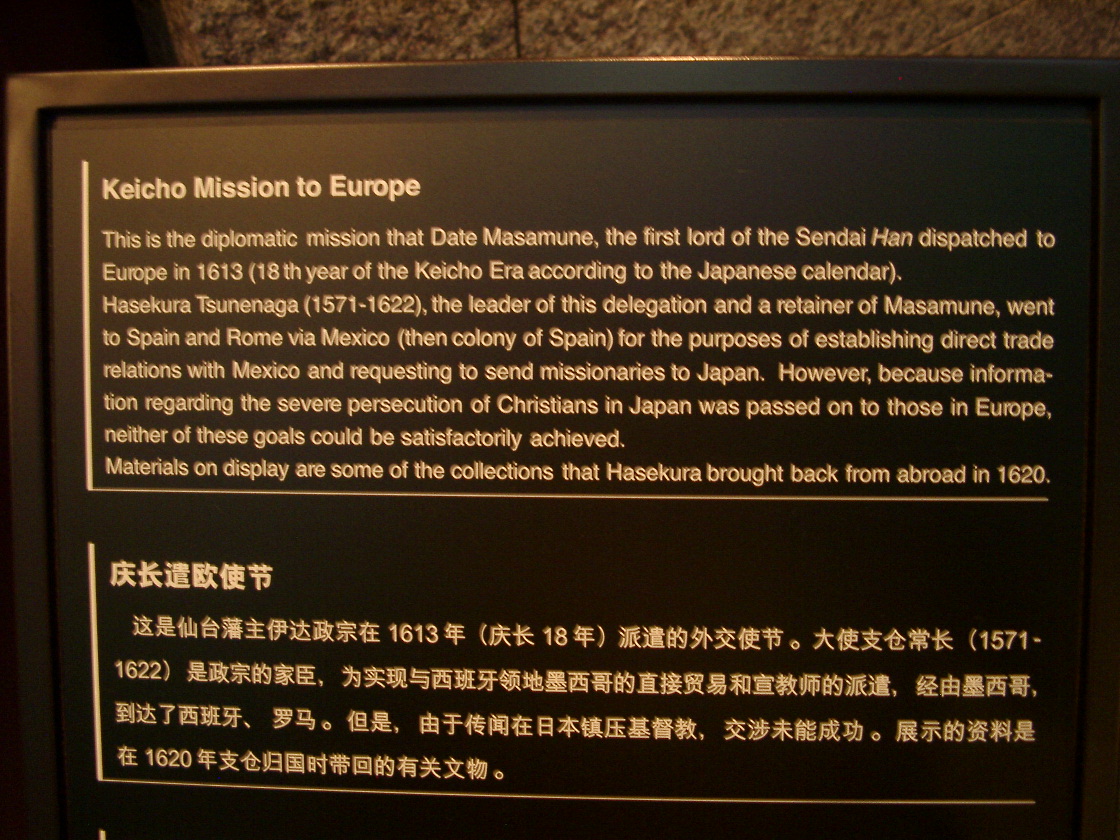 Keicho Mission to Europe
This is the diplomatic mission that Date Masamune, the first lord of the Sendai Han dispatched to
Europe in 1613 (18th year of the Keicho Era according to the Japanese calendar).
Hasekura Tsunenaga (1571-1622), the leader of this delegation and a retainer of Masamune, went
to Spain and Rome via Mexico (then colony of Spain) for the purposes of establishing direct trade
relations with Mexico and requesting to send missionaries to Japan. However, because informa-
tion regarding the severe persecution of Christians in Japan was passed on to those in Europe,
neither of these goals could be satisfactorily achieved.
Materials on display are some of the collections that Hasekura brought back from abroad in 1620.
庆长遣欧使节
这是仙台藩主伊达政宗在 1613 年（庆长 18 年）派遣的外交使节。大使支仓常长（1571-
1622）是政宗的家臣，为实现与西班牙领地墨西哥的直接贸易和宣教师的派遣，经由墨西哥，
到达了西班牙、罗马。但是，由于传闻在日本镇压基督教，交涉未能成功。展示的资料是
在 1620 年支仓归国时带回的有关文物。